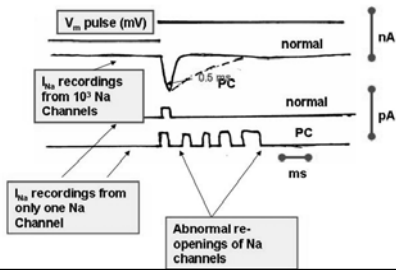 Vm pulse (mV)
normal
nA
0.5 ms
PC
INa recordings
from 10³ Na
Channels
normal
pA
PC
ms
INa recordings from
only one Na
Channel
Abnormal re-
openings of Na
channels